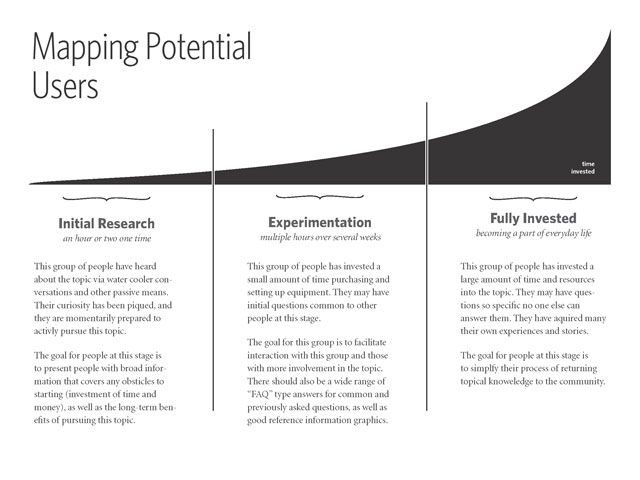 Mapping Potential
Users
time
invested
Initial Research
an hour or two one time
This group of people have heard
about the topic via water cooler con-
versations and other passive means.
Their curiosity has been piqued, and
they are momentarily prepared to
activly pursue this topic.
The goal for people at this stage is
to present people with broad infor-
mation that covers any obsticles to
starting (investment of time and
money), as well as the long-term ben-
efits of pursuing this topic.
Experimentation
multiple hours over several weeks
This group of people has invested a
small amount of time purchasing and
setting up equipment. They may have
initial questions common to other
people at this stage.
The goal for this group is to facilitate
interaction with this group and those
with more involvement in the topic.
There should also be a wide range of
"FAQ" type answers for common and
previously asked questions, as well as
good reference information graphics.
Fully Invested
becoming a part of everyday life
This group of people has invested a
large amount of time and resources
into the topic. They may have ques-
tions so specific no one else can
answer them. They have aquired many
their own experiences and stories.
The goal for people at this stage is
to simplfy their process of returning
topical knowledge to the community.